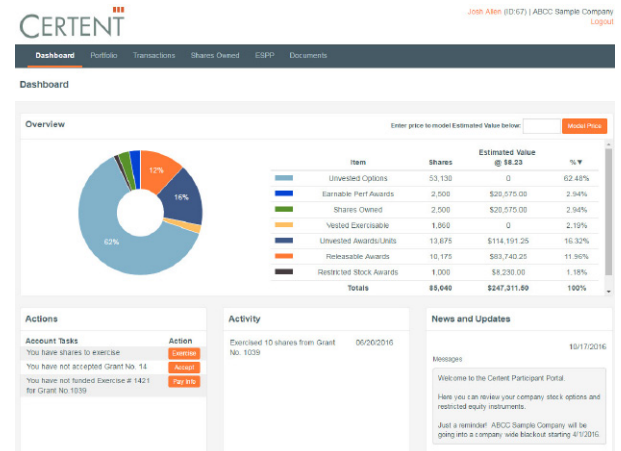 CERTENT
Josh Allen (ID:67) | ABCC Sample Company
Logout
Dashboard Portfolio Transactions Shares Owned ESPP Documents
Dashboard
Overview
Enter price to model Estimated Value below: Model Price
12%
16%
62%
Item Shares Estimated Value @ $8.23 % ▼
Unvested Options 53,130 0 62.48%
Earnable Perf Awards 2,500 $20,575.00 2.94%
Shares Owned 2,500 $20,575.00 2.94%
Vested Exercisable 1,860 0 2.19%
Unvested Awards/Units 13,875 $114,191.25 16.32%
Releasable Awards 10,175 $83,740.25 11.96%
Restricted Stock Awards 1,000 $8,230.00 1.18%
Totals 85,040 $247,311.50 100%
Actions
Account Tasks Action
You have shares to exercise Exercise
You have not accepted Grant No. 14 Accept
You have not funded Exercise # 1421 Pay Info
for Grant No.1039
Activity
Exercised 10 shares from Grant 06/20/2016
No. 1039
News and Updates
10/17/2016
Messages
Welcome to the Certent Participant Portal.
Here you can review your company stock options and
restricted equity instruments.
Just a reminder! ABCC Sample Company will be
going into a company wide blackout starting 4/1/2016.